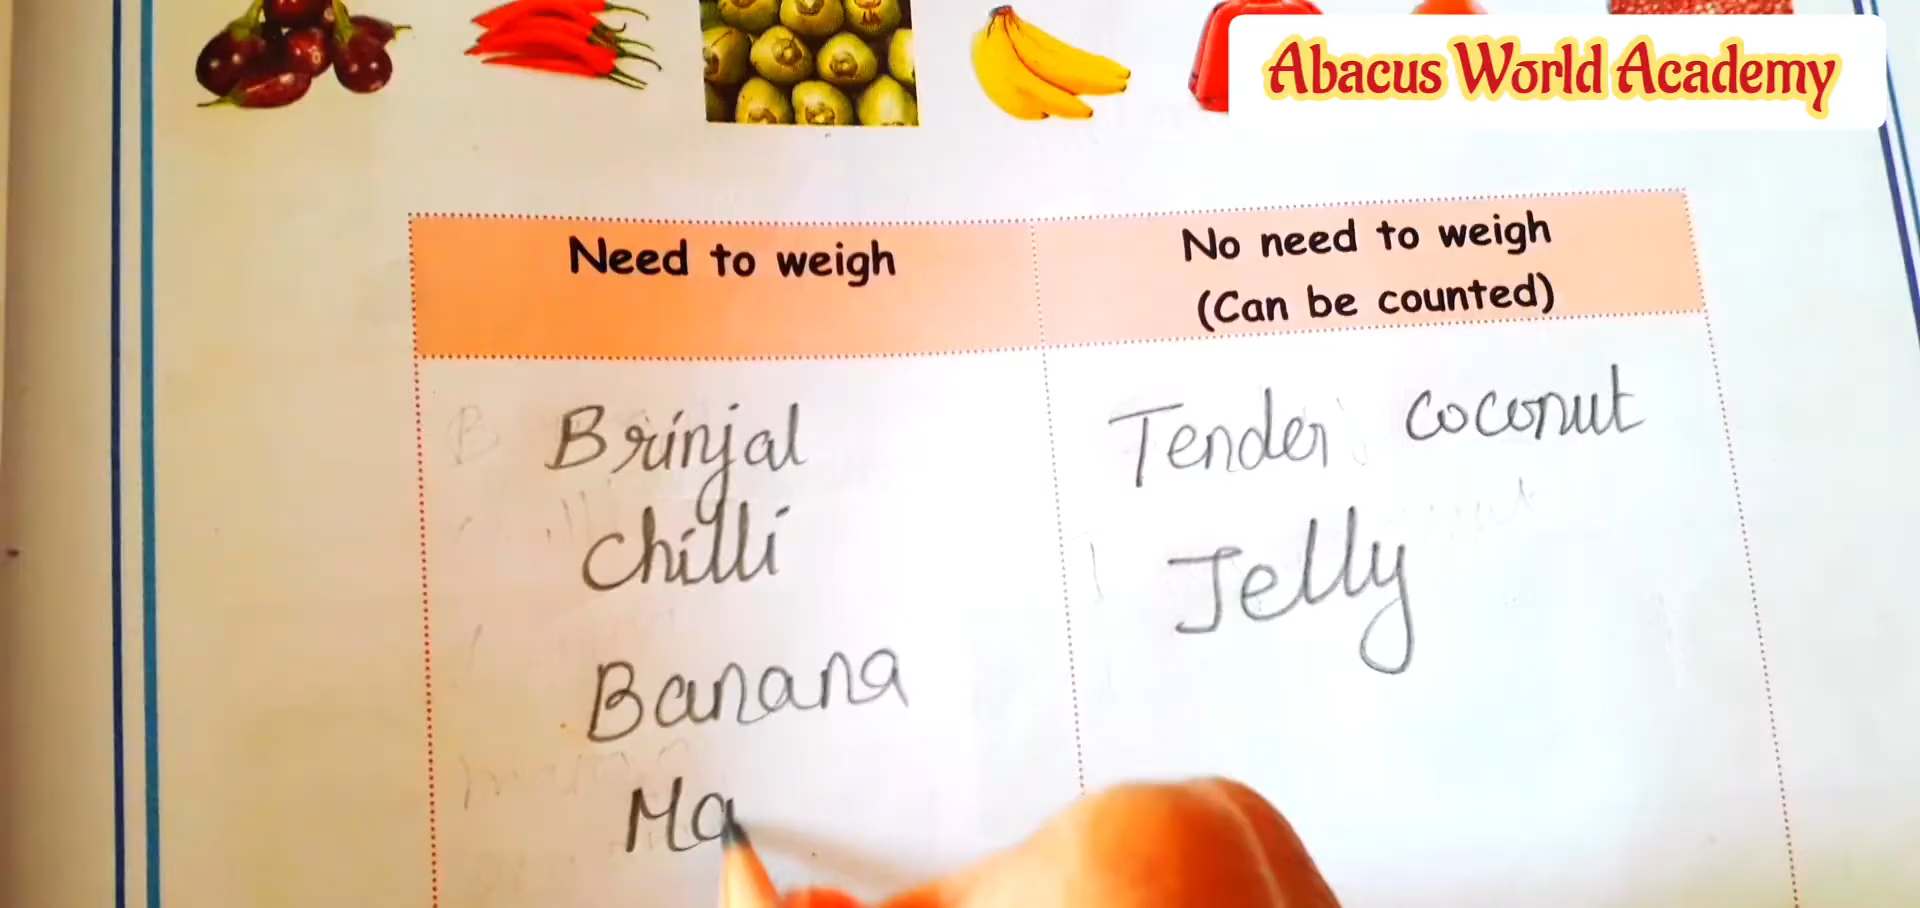 Abacus World Academy
Need to weigh
No need to weigh
(Can be counted)
Brinjal
Tender coconut
Chilli
Jelly
Banana
Ma